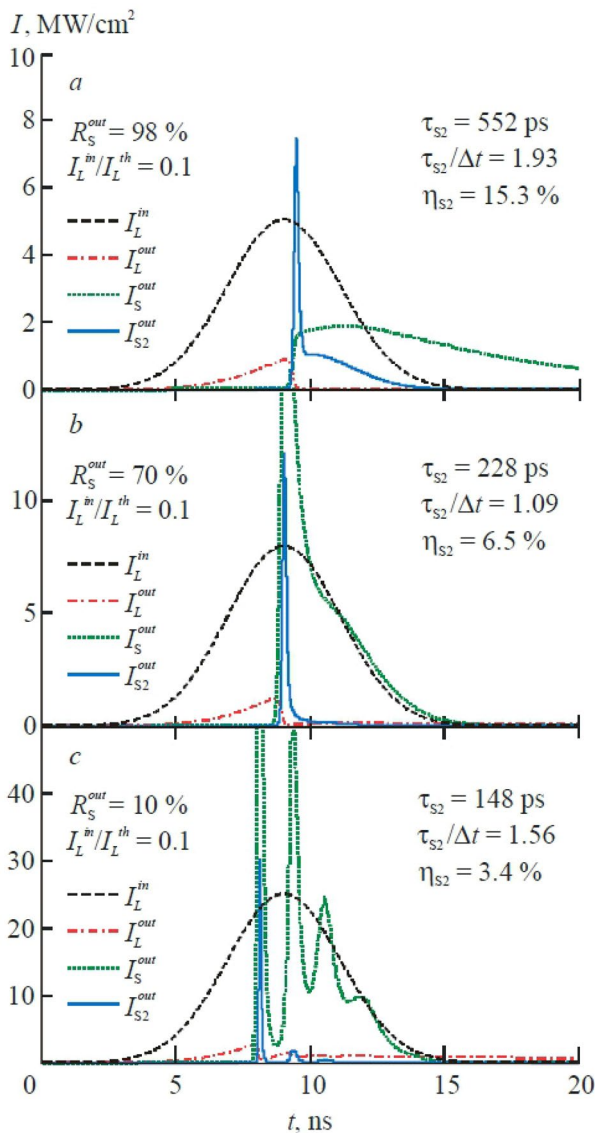 I, MW/cm²
10
a
8
R_S^out = 98 %
I_L^in/I_L^th = 0.1
τ_S2 = 552 ps
τ_S2/Δt = 1.93
η_S2 = 15.3 %
6
I_L^in
4
I_L^out
I_S^out
2
I_S2^out
0
b
R_S^out = 70 %
I_L^in/I_L^th = 0.1
τ_S2 = 228 ps
τ_S2/Δt = 1.09
η_S2 = 6.5 %
10
I_L^in
I_L^out
5
I_S^out
I_S2^out
0
c
40
R_S^out = 10 %
I_L^in/I_L^th = 0.1
τ_S2 = 148 ps
τ_S2/Δt = 1.56
η_S2 = 3.4 %
30
I_L^in
20
I_L^out
I_S^out
10
I_S2^out
0 5 10 15 20
t, ns